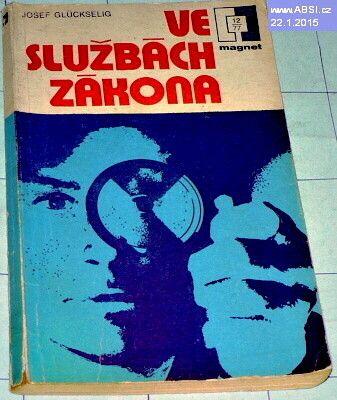 www.ABSI.cz
22.1.2015
JOSEF GLÜCKSELIG
VE
SLUŽBÁCH
ZÁKONA
12
77
magnet